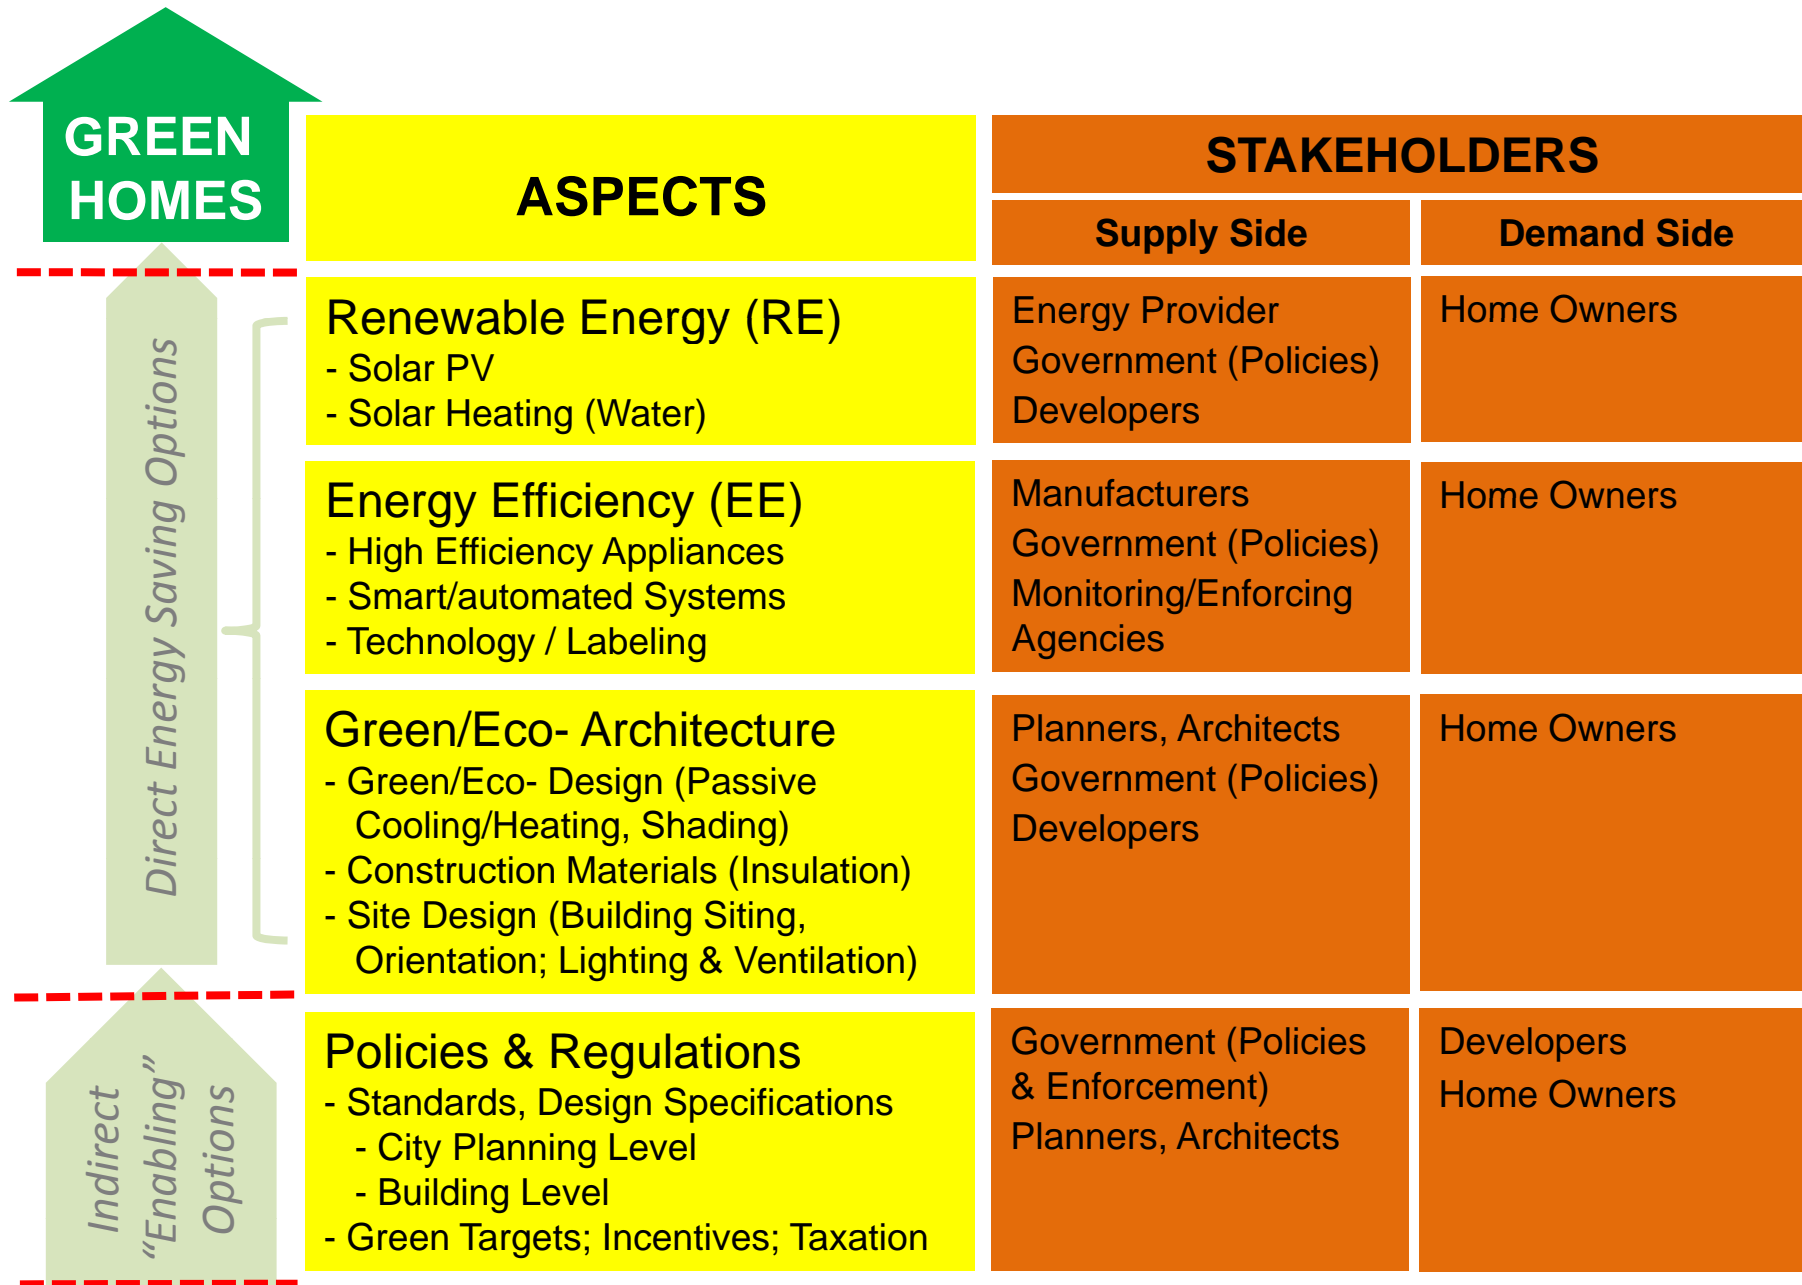 GREEN
HOMES
ASPECTS
STAKEHOLDERS
Supply Side
Demand Side
Direct Energy Saving Options
Renewable Energy (RE)
- Solar PV
- Solar Heating (Water)
Energy Provider
Government (Policies)
Developers
Home Owners
Energy Efficiency (EE)
- High Efficiency Appliances
- Smart/automated Systems
- Technology / Labeling
Manufacturers
Government (Policies)
Monitoring/Enforcing
Agencies
Home Owners
Green/Eco- Architecture
- Green/Eco- Design (Passive
Cooling/Heating, Shading)
- Construction Materials (Insulation)
- Site Design (Building Siting,
Orientation; Lighting & Ventilation)
Planners, Architects
Government (Policies)
Developers
Home Owners
Indirect
“Enabling”
Options
Policies & Regulations
- Standards, Design Specifications
- City Planning Level
- Building Level
- Green Targets; Incentives; Taxation
Government (Policies
& Enforcement)
Planners, Architects
Developers
Home Owners